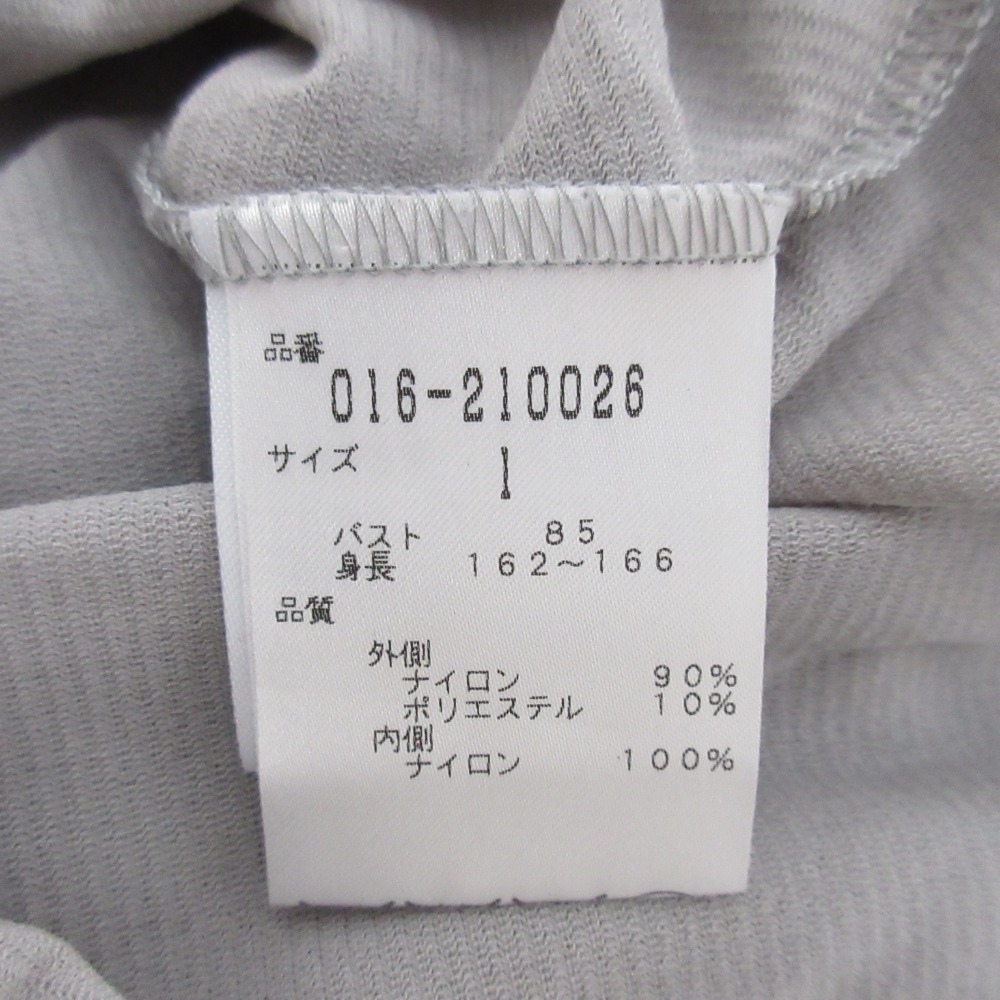 品番
016-210026
サイズ 1
バスト 85
身長 162~166
品質
外側
ナイロン 90%
ポリエステル 10%
内側
ナイロン 100%